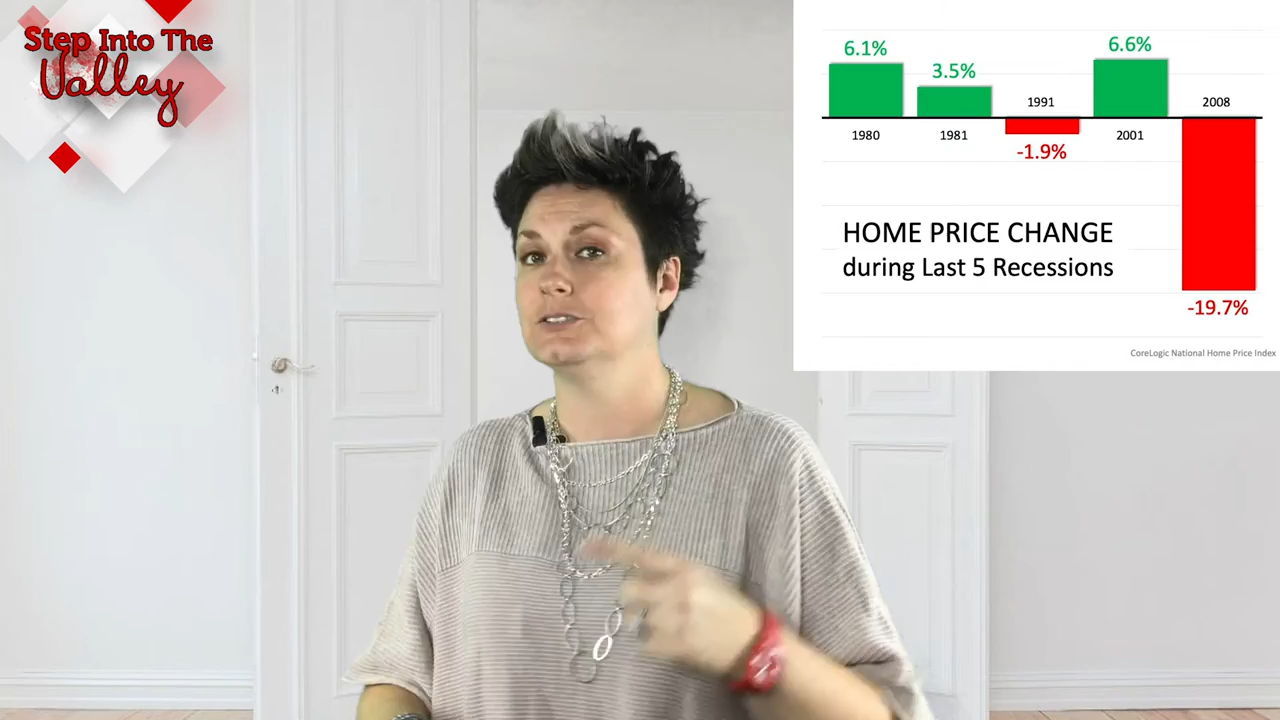 Step Into The
Valley
6.1%
3.5%
6.6%
1991
2008
1980
1981
2001
-1.9%
HOME PRICE CHANGE
during Last 5 Recessions
-19.7%
CoreLogic National Home Price Index